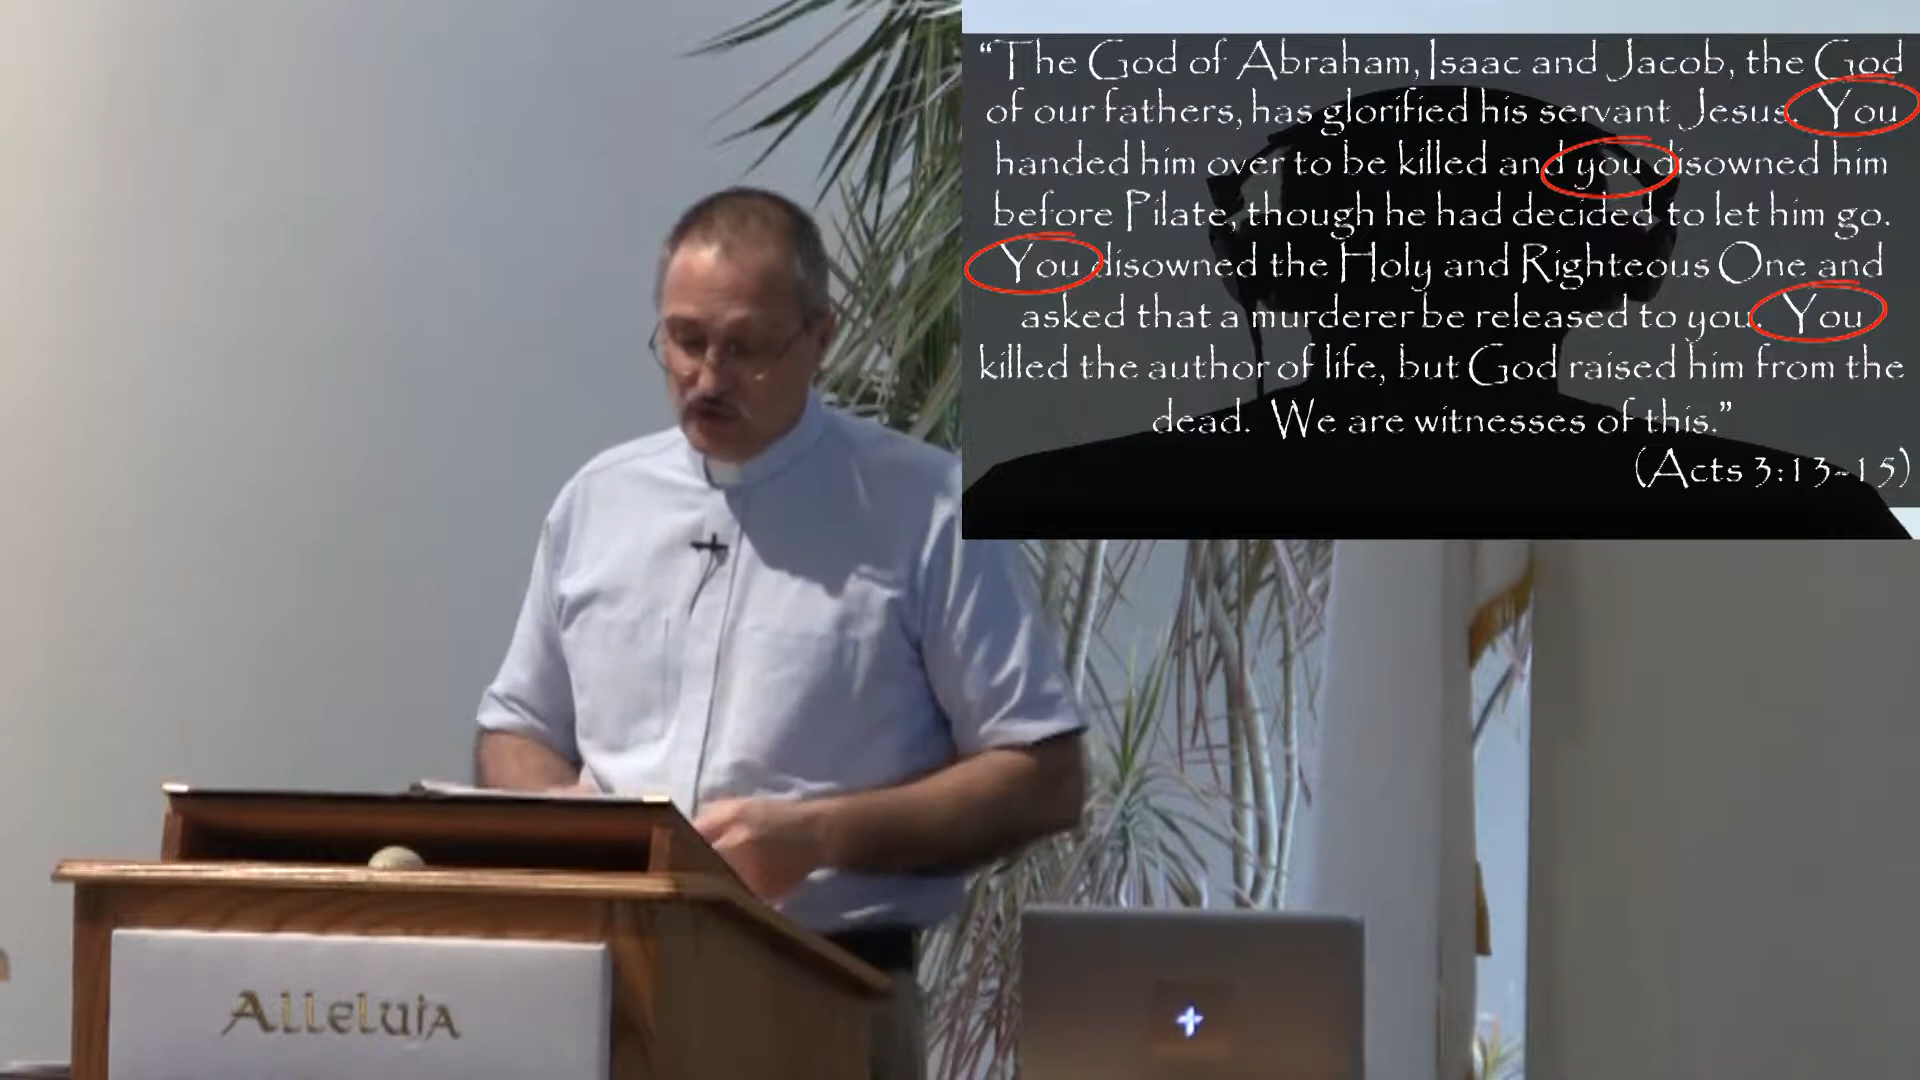 “The God of Abraham, Isaac and Jacob, the God
of our fathers, has glorified his servant Jesus. You
handed him over to be killed and you disowned him
before Pilate, though he had decided to let him go.
You disowned the Holy and Righteous One and
asked that a murderer be released to you. You
killed the author of life, but God raised him from the
dead. We are witnesses of this.”
(Acts 3:13-15)
Alleluia